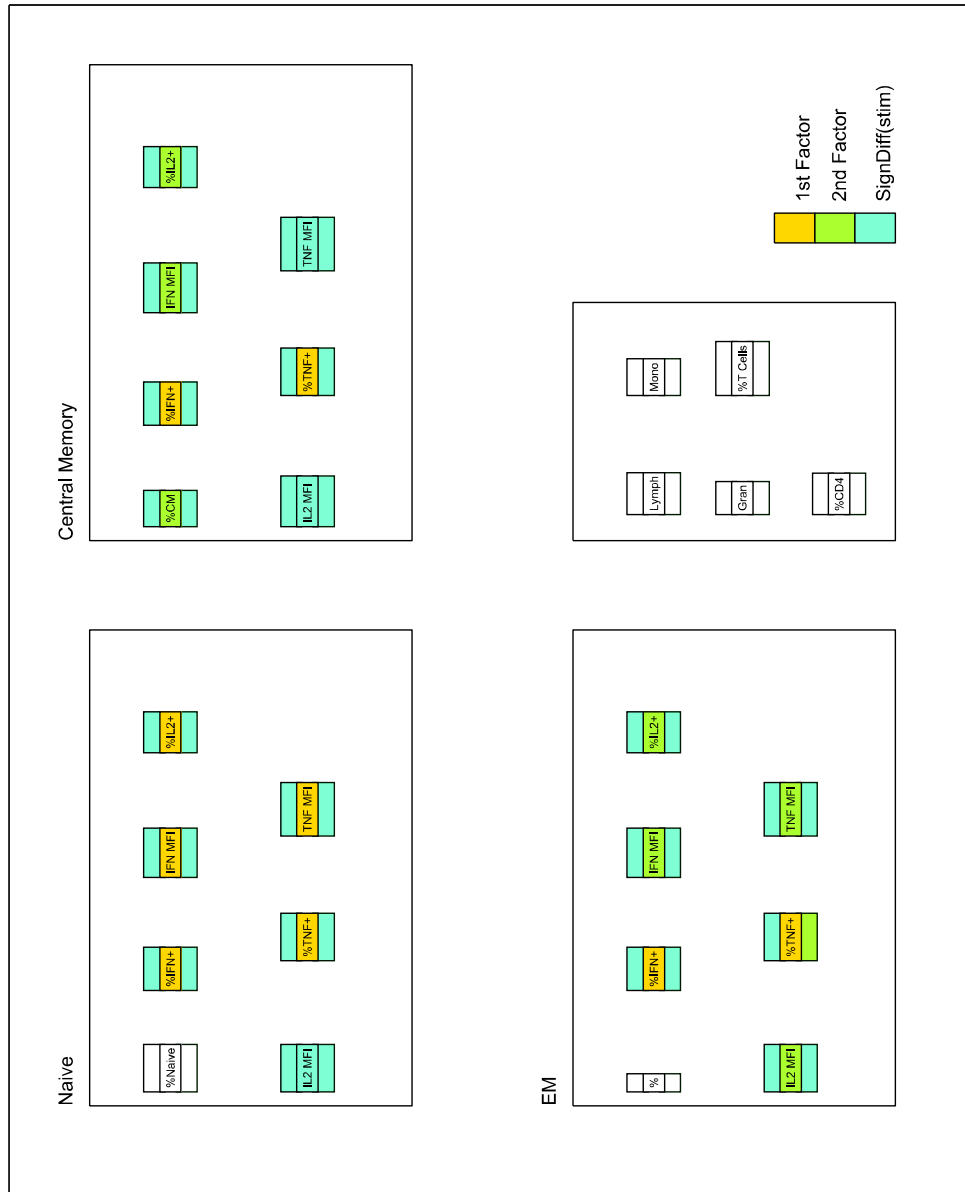 Naive
%Naive
%IFN+
IFN MFI
%IL2+
IL2 MFI
%TNF+
TNF MFI
Central Memory
%CM
%IFN+
IFN MFI
%IL2+
IL2 MFI
%TNF+
TNF MFI
EM
%
%IFN+
IFN MFI
%IL2+
IL2 MFI
%TNF+
TNF MFI
Lymph
Mono
Gran
%T Cells
%CD4
1st Factor
2nd Factor
SignDiff(stim)